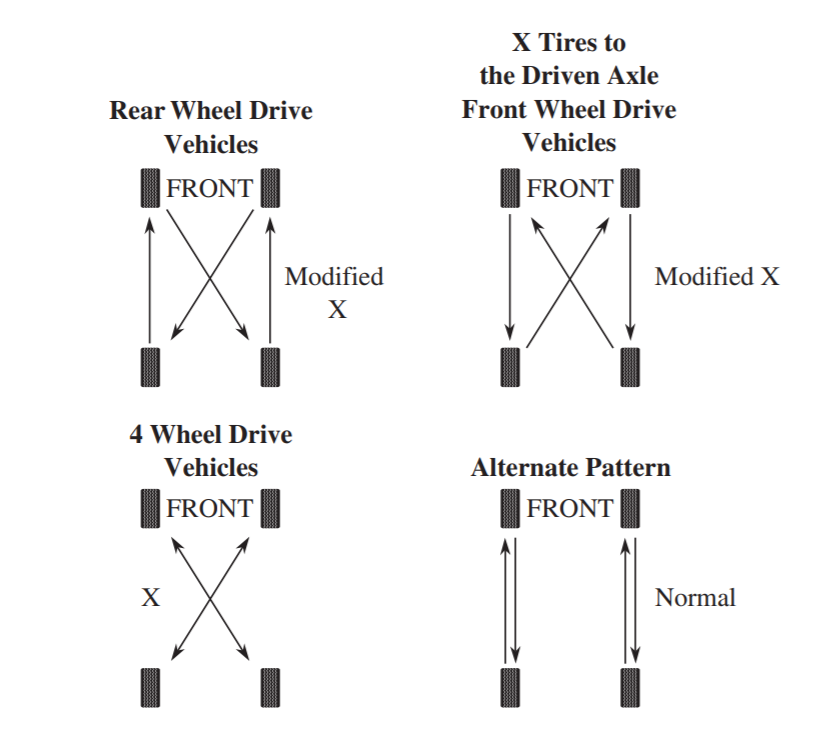 Rear Wheel Drive
Vehicles
FRONT
Modified
X
X Tires to
the Driven Axle
Front Wheel Drive
Vehicles
FRONT
Modified X
4 Wheel Drive
Vehicles
FRONT
X
Alternate Pattern
FRONT
Normal